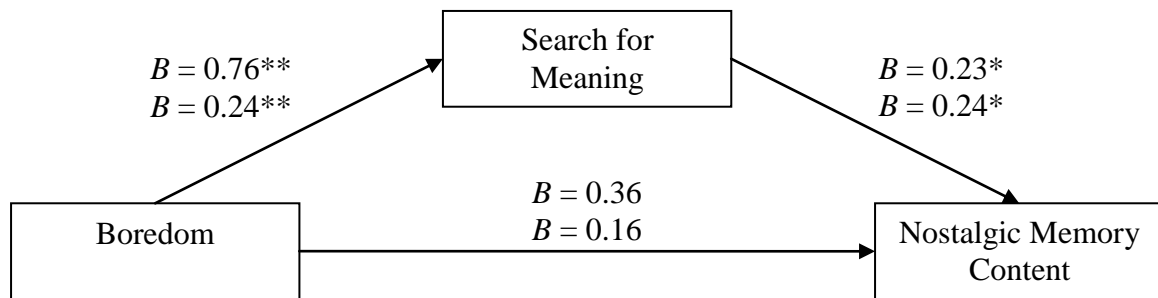 Search for
Meaning
B = 0.76**
B = 0.24**
B = 0.23*
B = 0.24*
B = 0.36
B = 0.16
Boredom
Nostalgic Memory
Content